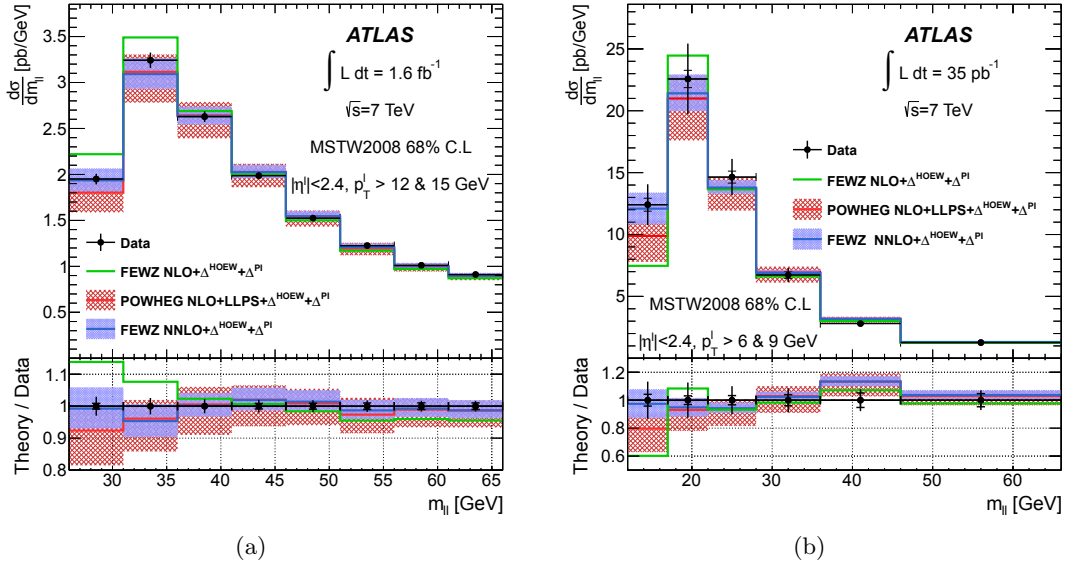 dσ/dm_ll [pb/GeV]
3.5
3
2.5
2
1.5
1
0.5
ATLAS
∫ L dt = 1.6 fb⁻¹
√s=7 TeV
MSTW2008 68% C.L
|ηˡ|<2.4, p_Tˡ > 12 & 15 GeV
Data
FEWZ NLO+Δ^HOEW+Δ^PI
POWHEG NLO+LLPS+Δ^HOEW+Δ^PI
FEWZ NNLO+Δ^HOEW+Δ^PI
Theory / Data
1.1
1
0.9
0.8
30 35 40 45 50 55 60 65
m_ll [GeV]
(a)
dσ/dm_ll [pb/GeV]
25
20
15
10
5
ATLAS
∫ L dt = 35 pb⁻¹
√s=7 TeV
Data
FEWZ NLO+Δ^HOEW+Δ^PI
POWHEG NLO+LLPS+Δ^HOEW+Δ^PI
FEWZ NNLO+Δ^HOEW+Δ^PI
MSTW2008 68% C.L
|ηˡ|<2.4, p_Tˡ > 6 & 9 GeV
Theory / Data
1.2
1
0.8
0.6
20 30 40 50 60
m_ll [GeV]
(b)